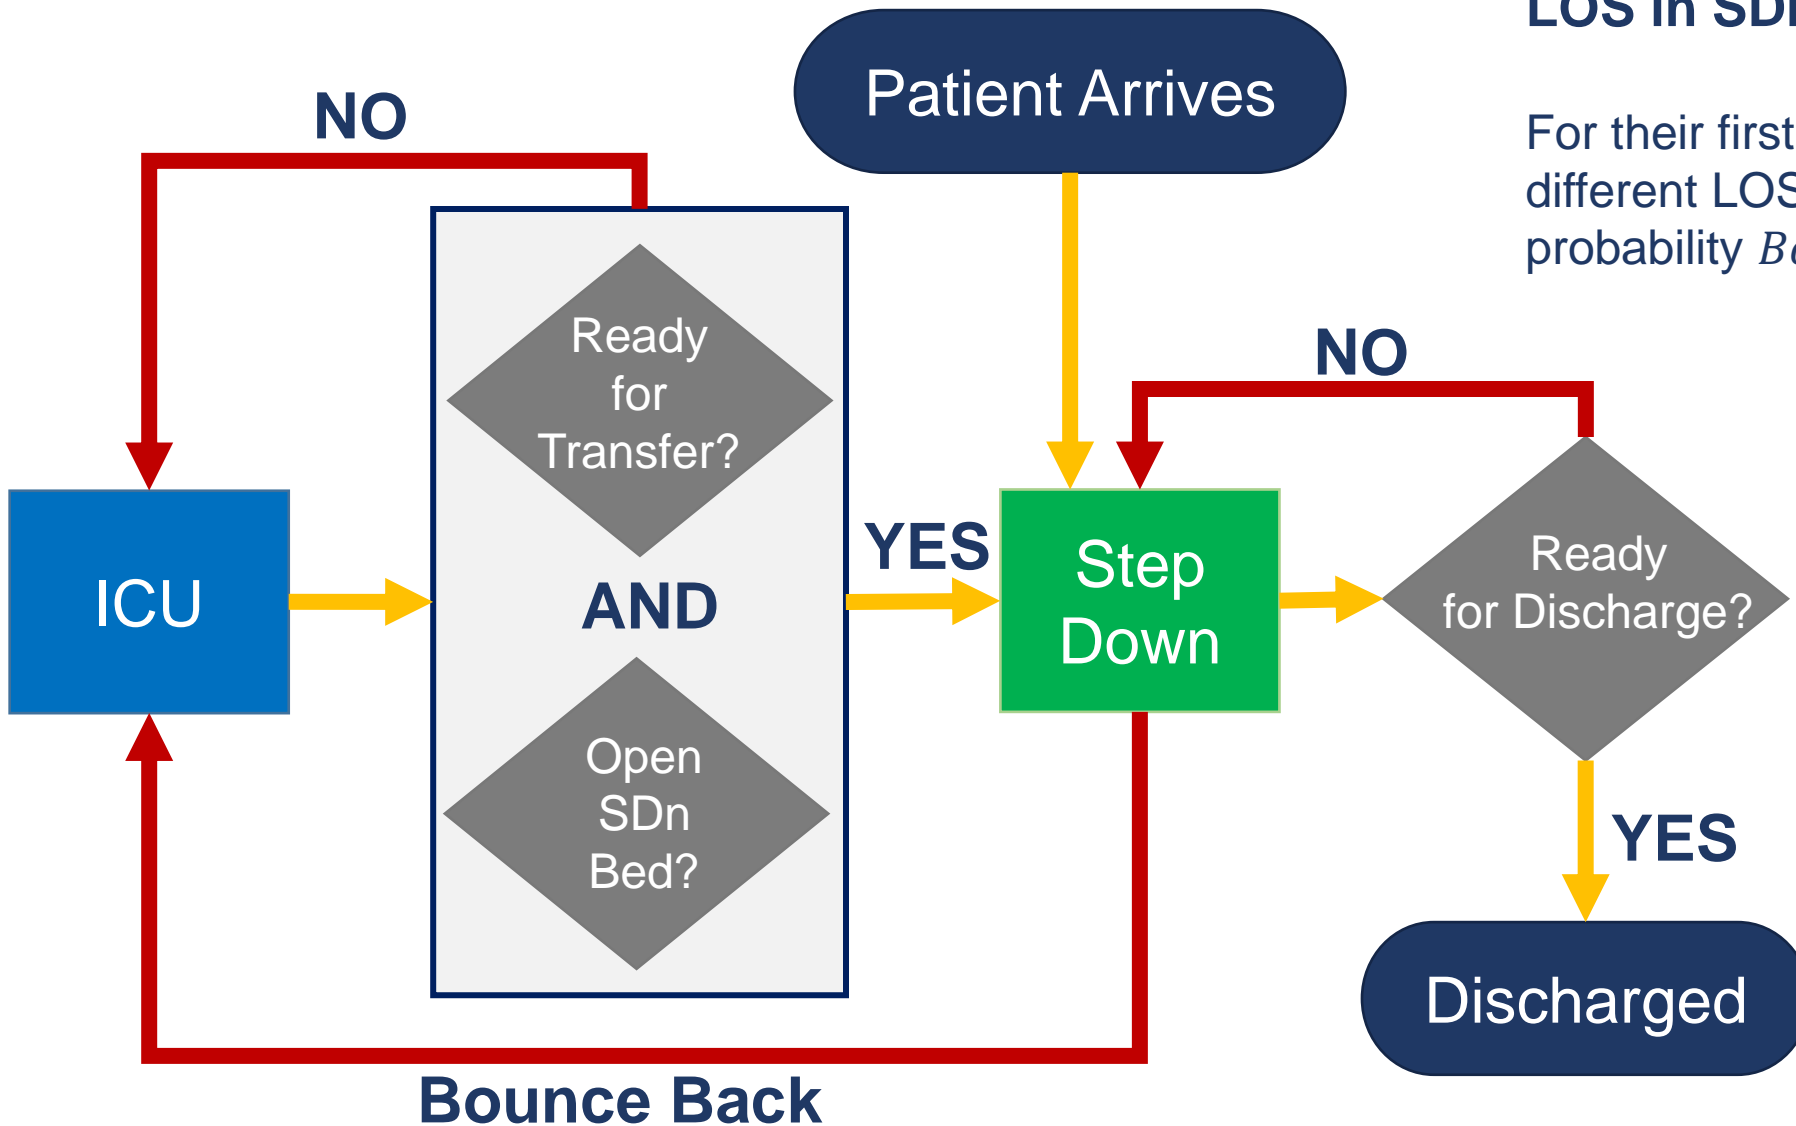 LOS in
Patient Arrives
NO
For their first
different LOS
probability
NO
Ready
for
Transfer?
YES
Step
Down
Ready
for Discharge?
ICU
AND
Open
SDn
Bed?
YES
Discharged
Bounce Back